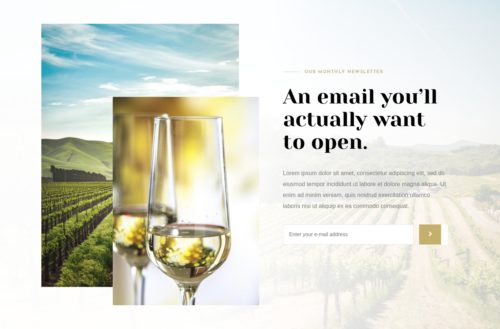 OUR MONTHLY NEWSLETTER
An email you’ll
actually want
to open.
Lorem ipsum dolor sit amet, consectetur adipiscing elit, sed do
eiusmod tempor incididunt ut labore et dolore magna aliqua. Ut
enim ad minim veniam, quis nostrud exercitation ullamco
laboris nisi ut aliquip ex ea commodo consequat.
Enter your e-mail address